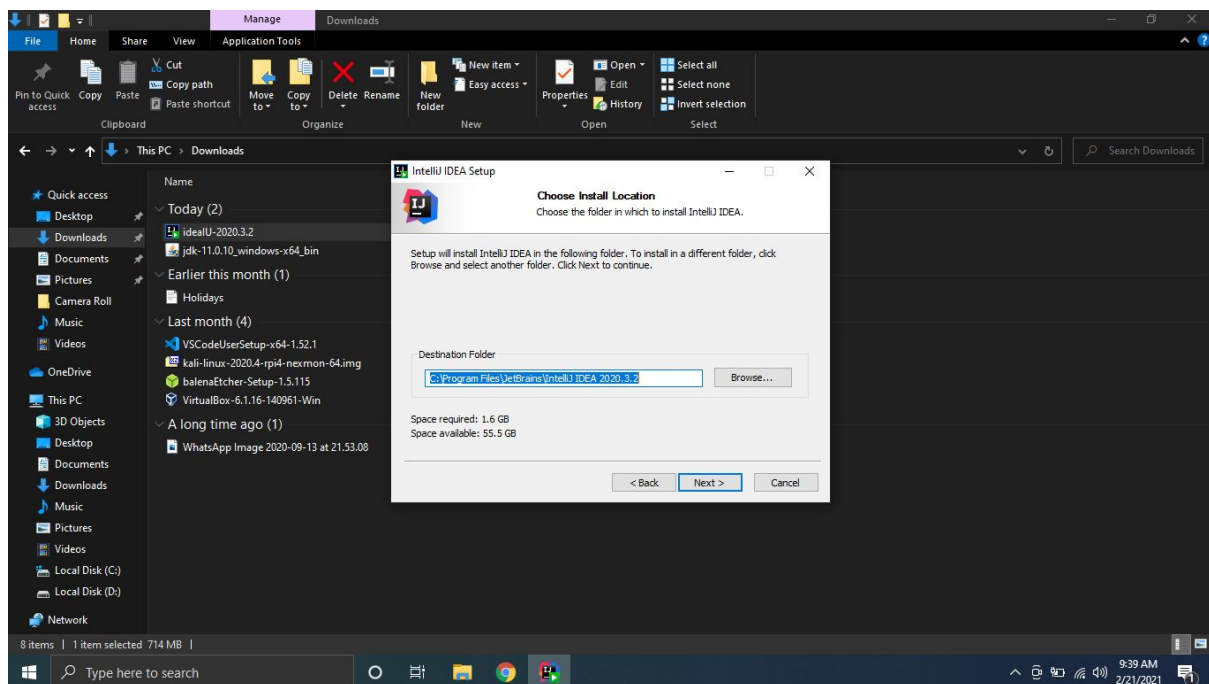 Manage
Downloads
File Home Share View Application Tools
Pin to Quick access
Copy
Paste
Cut
Copy path
Paste shortcut
Clipboard
Move to
Copy to
Delete
Rename
Organize
New folder
New item
Easy access
New
Properties
Open
Edit
History
Open
Select all
Select none
Invert selection
Select
This PC > Downloads
Search Downloads
Quick access
Desktop
Downloads
Documents
Pictures
Camera Roll
Music
Videos
OneDrive
This PC
3D Objects
Desktop
Documents
Downloads
Music
Pictures
Videos
Local Disk (C:)
Local Disk (D:)
Network
Name
Today (2)
ideaIU-2020.3.2
jdk-11.0.10_windows-x64_bin
Earlier this month (1)
Holidays
Last month (4)
VSCodeUserSetup-x64-1.52.1
kali-linux-2020.4-rpi4-nexmon-64.img
balenaEtcher-Setup-1.5.115
VirtualBox-6.1.16-140961-Win
A long time ago (1)
WhatsApp Image 2020-09-13 at 21.53.08
IntelliJ IDEA Setup
IJ
Choose Install Location
Choose the folder in which to install IntelliJ IDEA.
Setup will install IntelliJ IDEA in the following folder. To install in a different folder, click
Browse and select another folder. Click Next to continue.
Destination Folder
C:\Program Files\JetBrains\IntelliJ IDEA 2020.3.2
Browse...
Space required: 1.6 GB
Space available: 55.5 GB
< Back
Next >
Cancel
8 items | 1 item selected 714 MB |
Type here to search
9:39 AM
2/21/2021
1